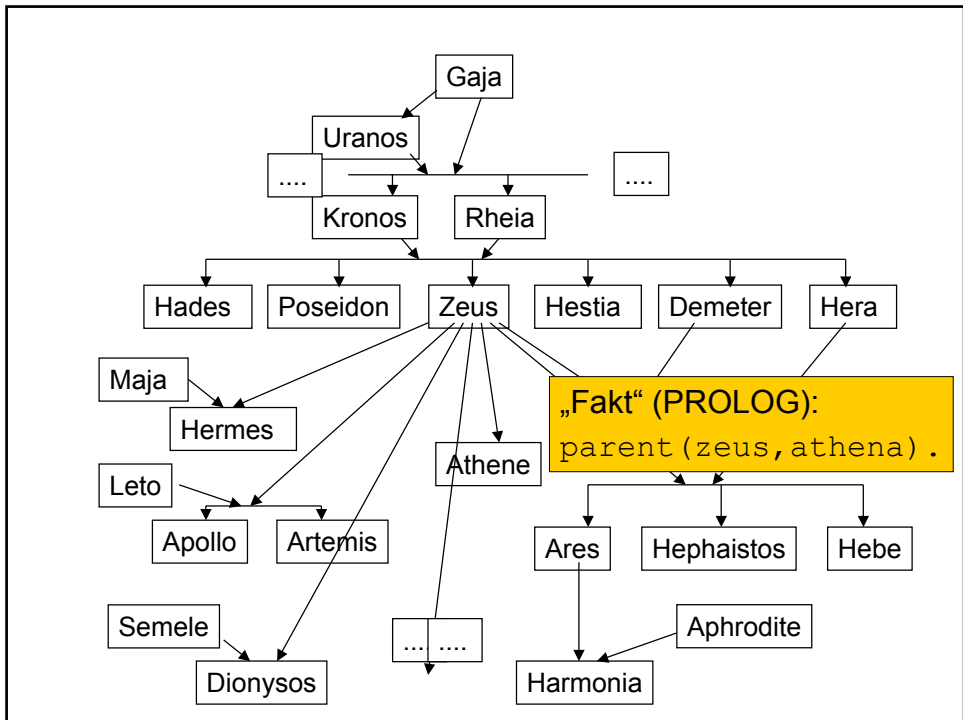 Gaja
Uranos
.... ....
Kronos Rheia
Hades Poseidon Zeus Hestia Demeter Hera
Maja
Hermes
„Fakt“ (PROLOG):
parent(zeus,athena).
Athene
Leto
Apollo Artemis Ares Hephaistos Hebe
Semele .... .... Aphrodite
Dionysos Harmonia